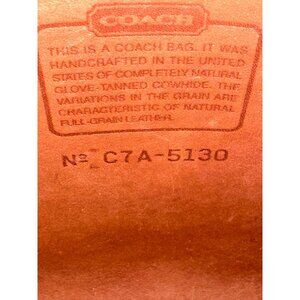 COACH
THIS IS A COACH BAG. IT WAS
HANDCRAFTED IN THE UNITED
STATES OF COMPLETELY NATURAL
GLOVE-TANNED COWHIDE. THE
VARIATIONS IN THE GRAIN ARE
CHARACTERISTIC OF NATURAL
FULL-GRAIN LEATHER.
Nº C7A-5130